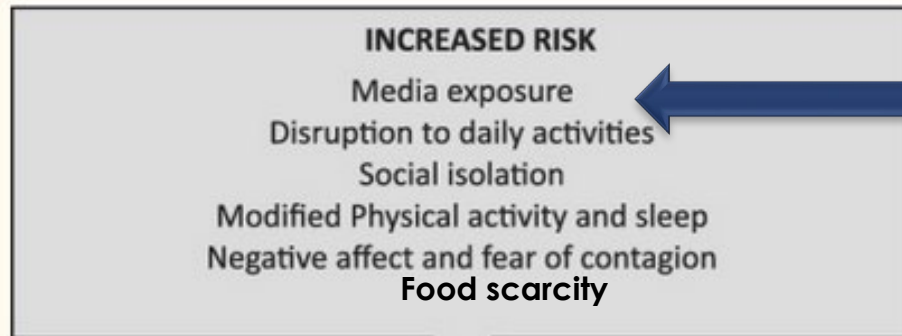 INCREASED RISK
Media exposure
Disruption to daily activities
Social isolation
Modified Physical activity and sleep
Negative affect and fear of contagion
Food scarcity